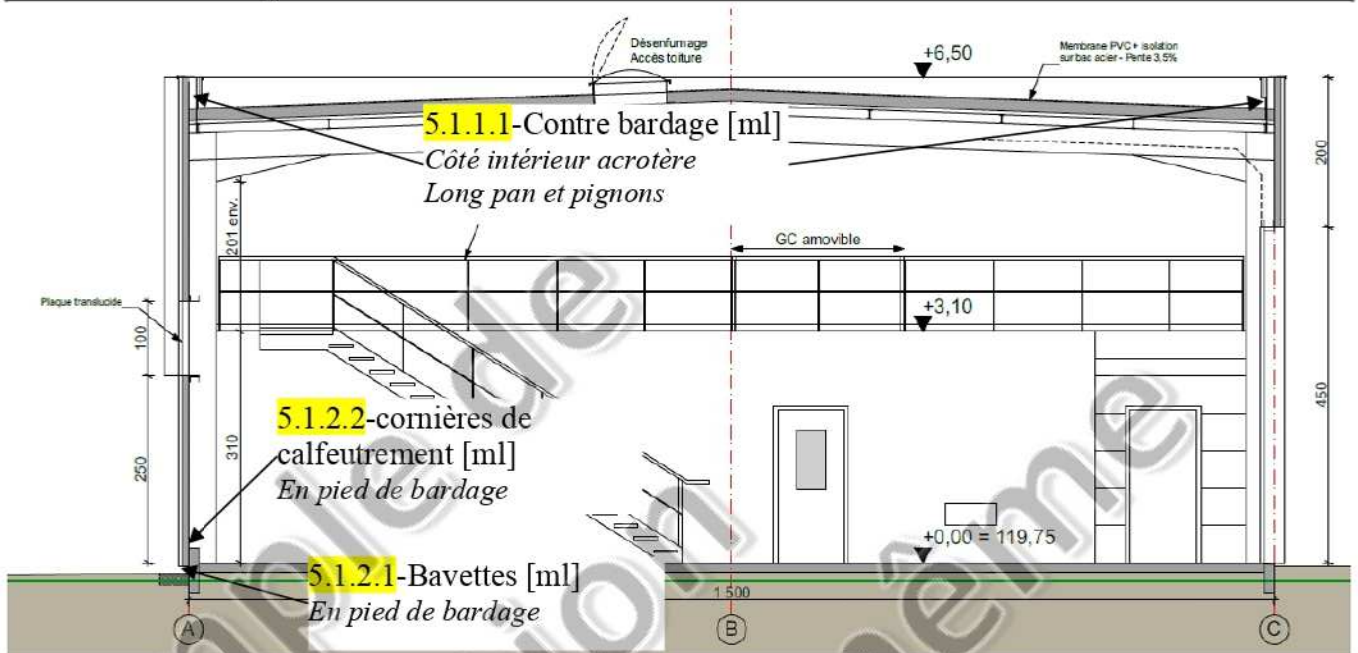 Désenfumage
Accès toiture
+6,50
Membrane PVC + isolation
sur bac acier - Pente 3,5%
5.1.1.1-Contre bardage [ml]
Côté intérieur acrotère
Long pan et pignons
200
201 env.
GC amovible
Plaque translucide
+3,10
100
450
5.1.2.2-cornières de
calfeutrement [ml]
En pied de bardage
310
250
+0,00 = 119,75
5.1.2.1-Bavettes [ml]
En pied de bardage
1 500
A
B
C